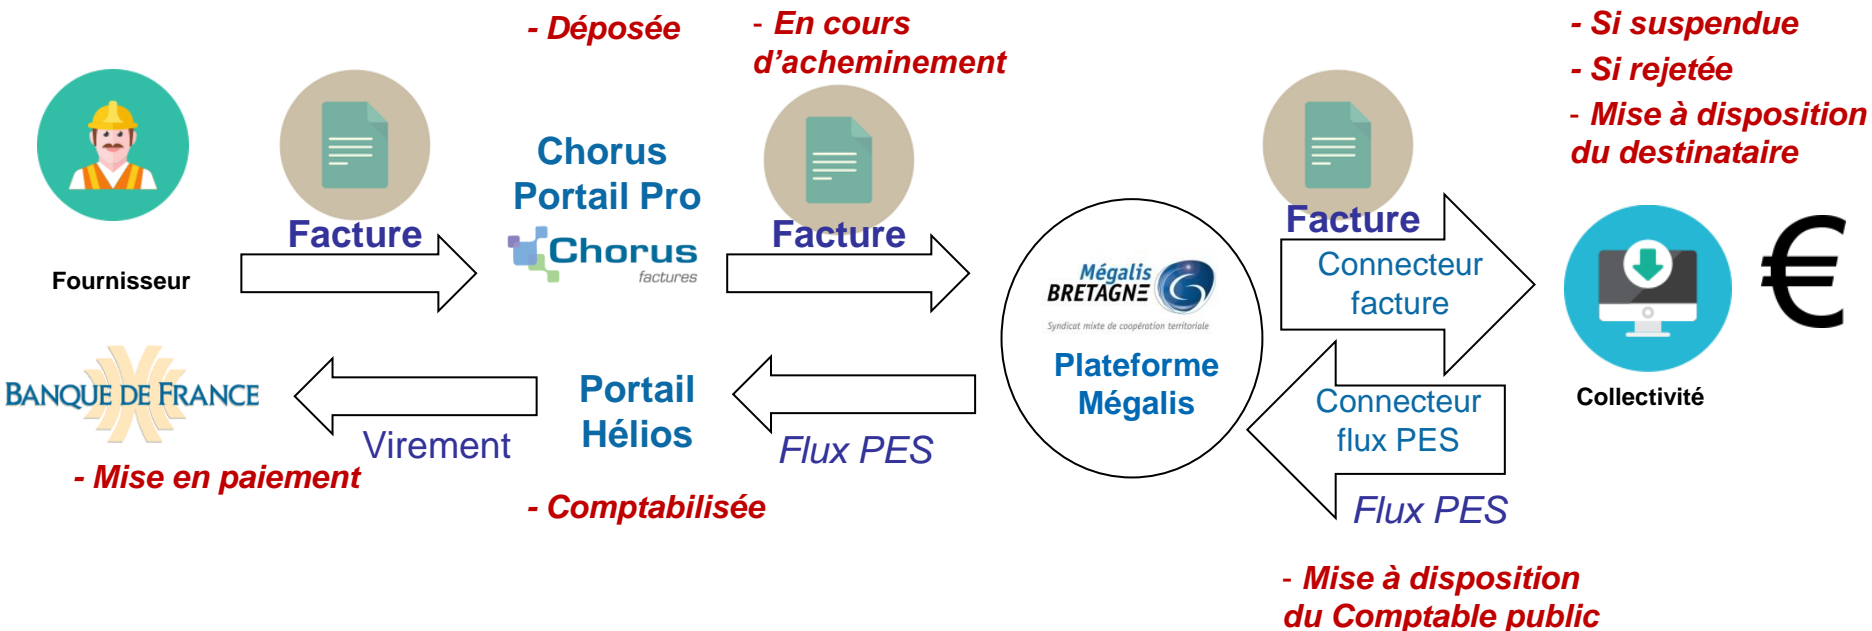 - Déposée
- En cours
d’acheminement
- Si suspendue
- Si rejetée
- Mise à disposition
du destinataire
Chorus
Portail Pro
Facture
Facture
Facture
Chorus
factures
Fournisseur
Mégalis
BRETAGNE
Syndicat mixte de coopération territoriale
Connecteur
facture
Plateforme
Mégalis
Collectivité
BANQUE DE FRANCE
Portail
Hélios
Connecteur
flux PES
Virement
Flux PES
- Mise en paiement
- Comptabilisée
Flux PES
- Mise à disposition
du Comptable public
€